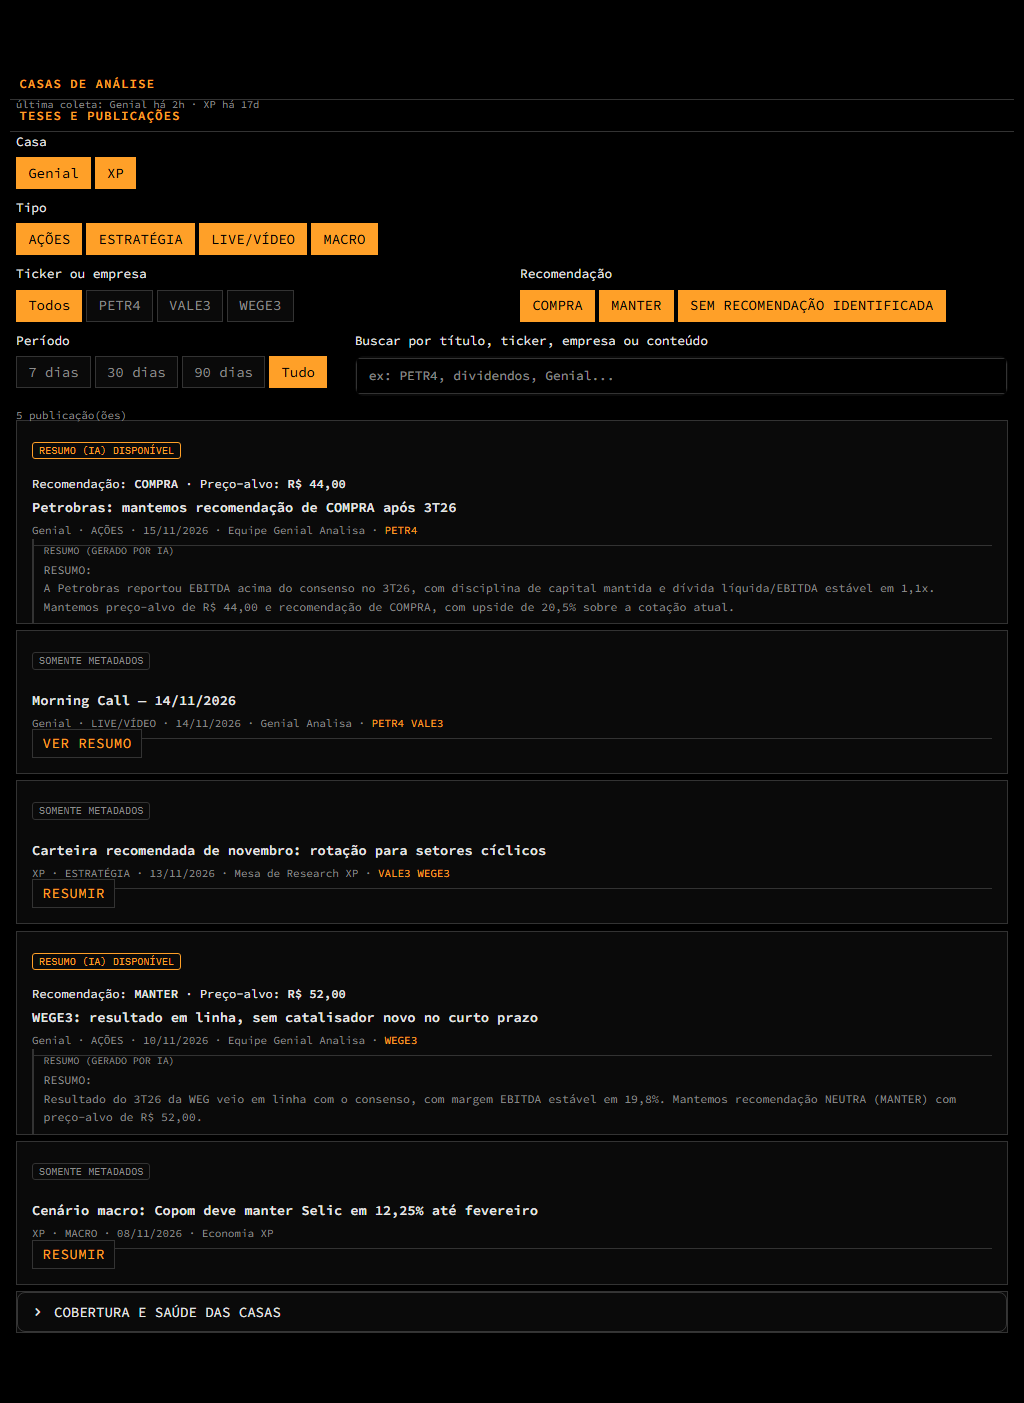 CASAS DE ANÁLISE
última coleta: Genial há 2h · XP há 17d
TESES E PUBLICAÇÕES
Casa
Genial XP
Tipo
AÇÕES ESTRATÉGIA LIVE/VÍDEO MACRO
Ticker ou empresa Recomendação
Todos PETR4 VALE3 WEGE3 COMPRA MANTER SEM RECOMENDAÇÃO IDENTIFICADA
Período Buscar por título, ticker, empresa ou conteúdo
7 dias 30 dias 90 dias Tudo ex: PETR4, dividendos, Genial...
5 publicação(ões)
RESUMO (IA) DISPONÍVEL
Recomendação: COMPRA · Preço-alvo: R$ 44,00
Petrobras: mantemos recomendação de COMPRA após 3T26
Genial · AÇÕES · 15/11/2026 · Equipe Genial Analisa · PETR4
RESUMO (GERADO POR IA)
RESUMO:
A Petrobras reportou EBITDA acima do consenso no 3T26, com disciplina de capital mantida e dívida líquida/EBITDA estável em 1,1x.
Mantemos preço-alvo de R$ 44,00 e recomendação de COMPRA, com upside de 20,5% sobre a cotação atual.
SOMENTE METADADOS
Morning Call — 14/11/2026
Genial · LIVE/VÍDEO · 14/11/2026 · Genial Analisa · PETR4 VALE3
VER RESUMO
SOMENTE METADADOS
Carteira recomendada de novembro: rotação para setores cíclicos
XP · ESTRATÉGIA · 13/11/2026 · Mesa de Research XP · VALE3 WEGE3
RESUMIR
RESUMO (IA) DISPONÍVEL
Recomendação: MANTER · Preço-alvo: R$ 52,00
WEGE3: resultado em linha, sem catalisador novo no curto prazo
Genial · AÇÕES · 10/11/2026 · Equipe Genial Analisa · WEGE3
RESUMO (GERADO POR IA)
RESUMO:
Resultado do 3T26 da WEG veio em linha com o consenso, com margem EBITDA estável em 19,8%. Mantemos recomendação NEUTRA (MANTER) com
preço-alvo de R$ 52,00.
SOMENTE METADADOS
Cenário macro: Copom deve manter Selic em 12,25% até fevereiro
XP · MACRO · 08/11/2026 · Economia XP
RESUMIR
COBERTURA E SAÚDE DAS CASAS